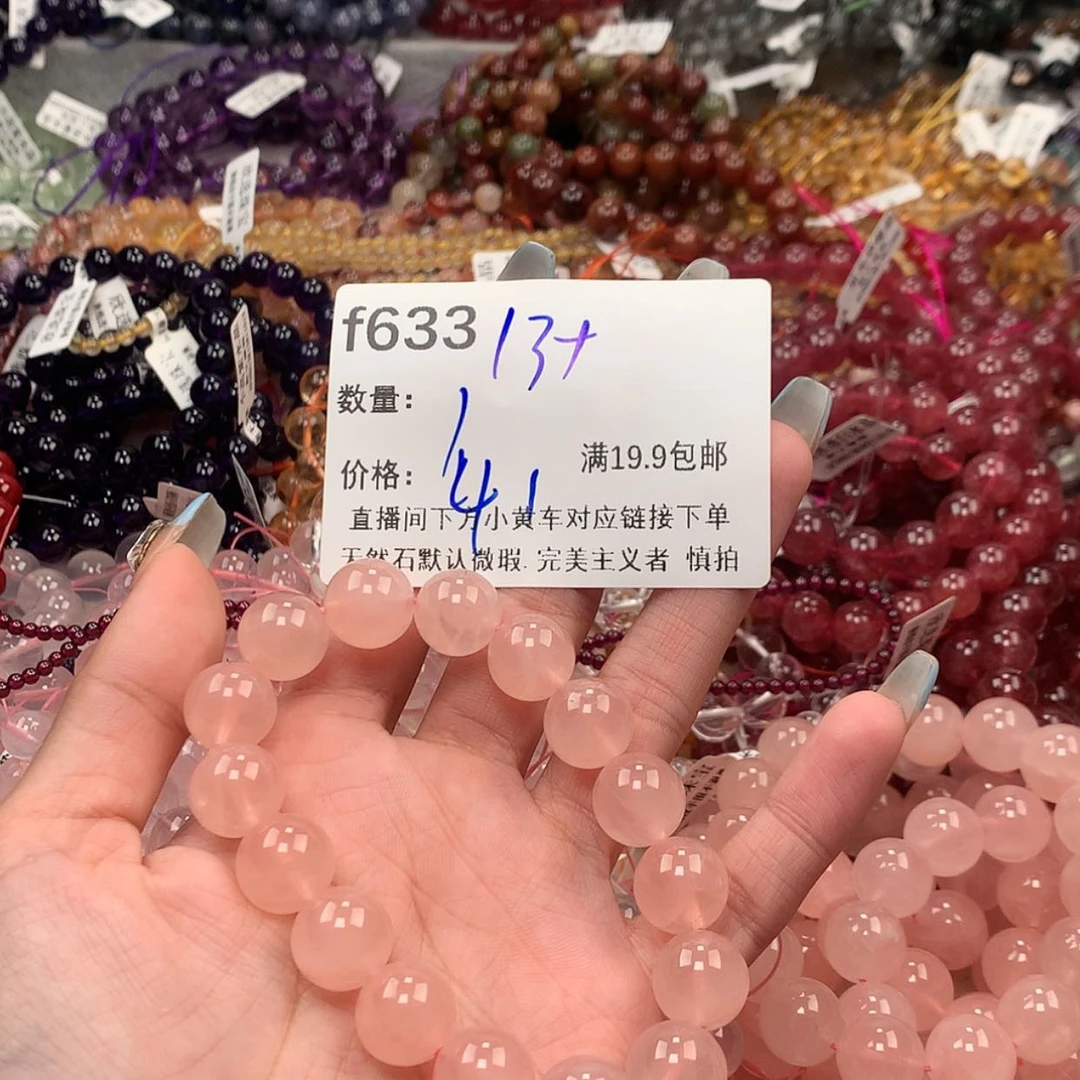 f633 13+
数量： 1
满19.9包邮
价格： 41
直播间下方小黄车对应链接下单
天然石默认微瑕. 完美主义者 慎拍